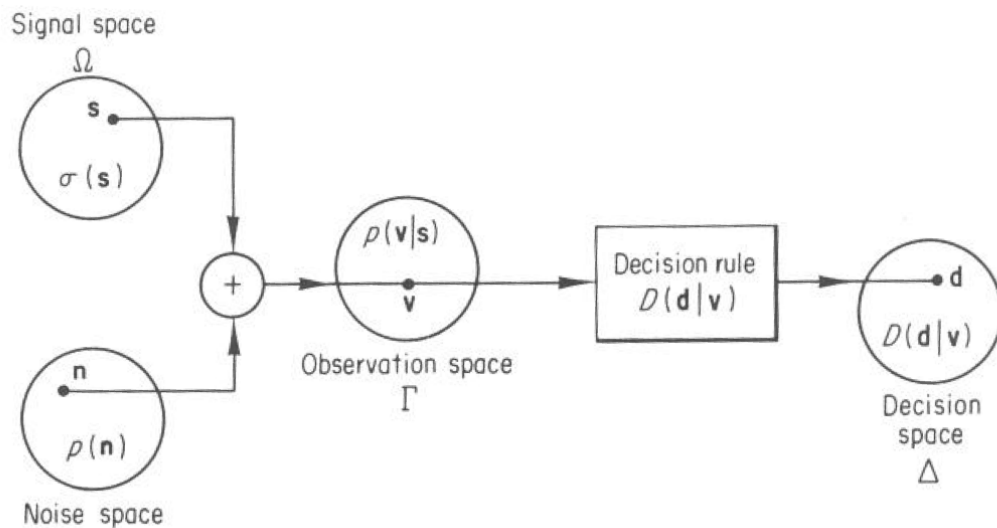 Signal space
Ω
s
σ(s)
+
n
p(n)
Noise space
p(v|s)
v
Observation space
Γ
Decision rule
D(d|v)
d
D(d|v)
Decision
space
Δ